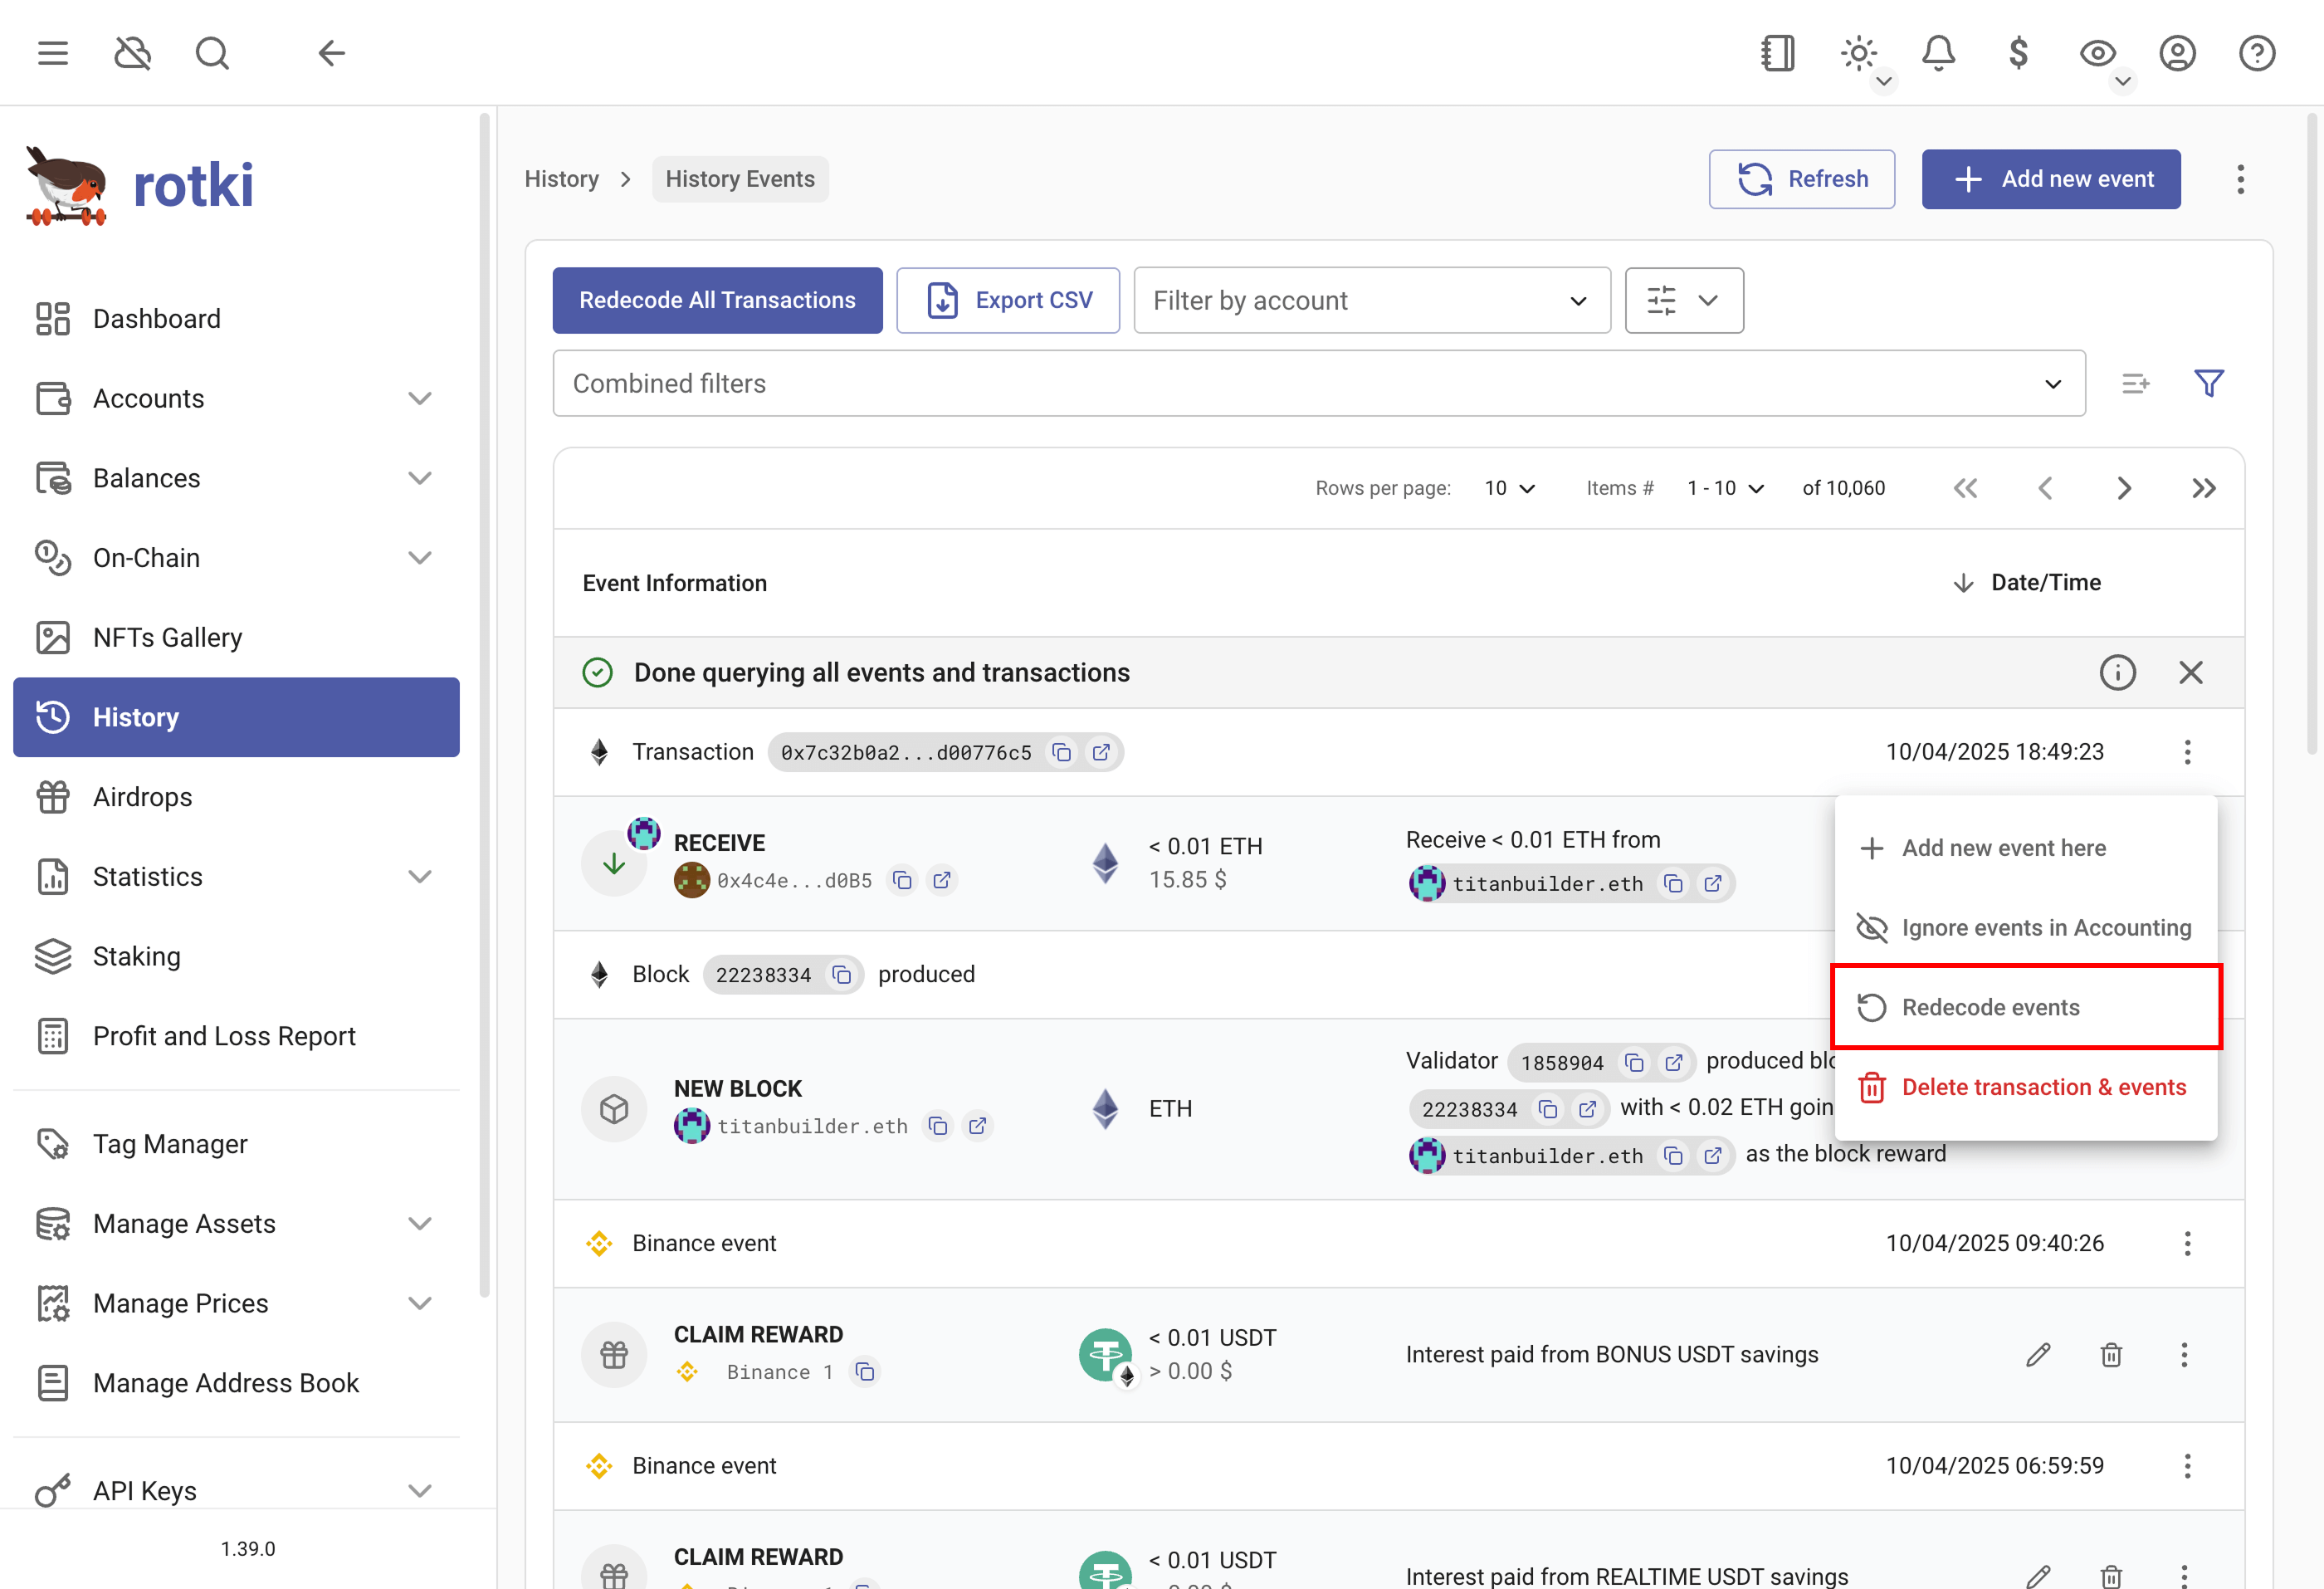 rotki
Dashboard
Accounts
Balances
On-Chain
NFTs Gallery
History
Airdrops
Statistics
Staking
Profit and Loss Report
Tag Manager
Manage Assets
Manage Prices
Manage Address Book
API Keys
1.39.0
History > History Events
Refresh
Add new event
Redecode All Transactions
Export CSV
Filter by account
Combined filters
Rows per page: 10 Items # 1 - 10 of 10,060
Event Information Date/Time
Done querying all events and transactions
Transaction 0x7c32b0a2...d00776c5 10/04/2025 18:49:23
RECEIVE
0x4c4e...d0B5
< 0.01 ETH
15.85 $
Receive < 0.01 ETH from
titanbuilder.eth
Add new event here
Ignore events in Accounting
Redecode events
Delete transaction & events
Block 22238334 produced
NEW BLOCK
titanbuilder.eth
ETH
Validator 1858904 produced blo
22238334 with < 0.02 ETH goin
titanbuilder.eth as the block reward
Binance event 10/04/2025 09:40:26
CLAIM REWARD
Binance 1
< 0.01 USDT
> 0.00 $
Interest paid from BONUS USDT savings
Binance event 10/04/2025 06:59:59
CLAIM REWARD
< 0.01 USDT
Interest paid from REALTIME USDT savings